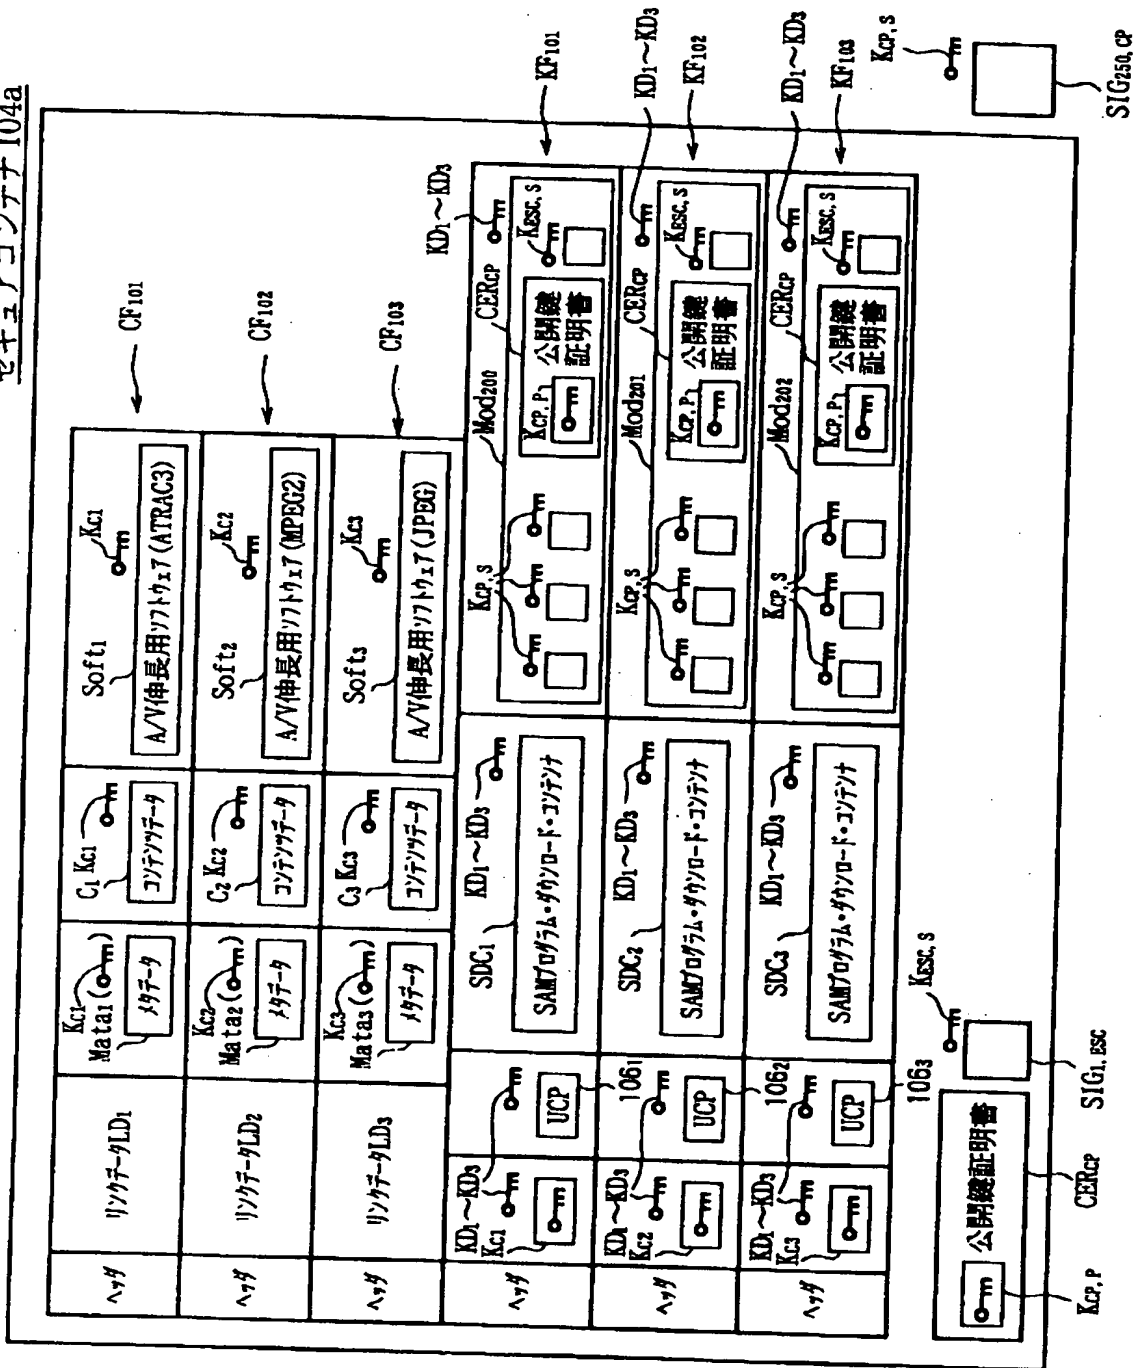 セキュアコンテナ104a
ヘッダ
リンクデータLD1
Kc1
Mata1( )
メタデータ
C1 Kc1
コンテンツデータ
Soft1
Kc1
A/V伸長用ソフトウェア(ATRAC3)
CF101
ヘッダ
リンクデータLD2
Kc2
Mata2( )
メタデータ
C2 Kc2
コンテンツデータ
Soft2
Kc2
A/V伸長用ソフトウェア(MPEG2)
CF102
ヘッダ
リンクデータLD3
Kc3
Mata3( )
メタデータ
C3 Kc3
コンテンツデータ
Soft3
Kc3
A/V伸長用ソフトウェア(JPEG)
CF103
ヘッダ
KD1~KD3
Kc1
UCP
1061
SDC1
KD1~KD3
SAMプログラム・ダウンロード・コンテンナ
KCP,S
Mod200
KCP,P
公開鍵
証明書
CERCP
KESC,S
KD1~KD3
KF101
ヘッダ
KD1~KD3
Kc2
UCP
1062
SDC2
KD1~KD3
SAMプログラム・ダウンロード・コンテンナ
KCP,S
Mod201
KCP,P
公開鍵
証明書
CERCP
KESC,S
KD1~KD3
KF102
ヘッダ
KD1~KD3
Kc3
UCP
1063
SDC3
KD1~KD3
SAMプログラム・ダウンロード・コンテンナ
KCP,S
Mod202
KCP,P
公開鍵
証明書
CERCP
KESC,S
KD1~KD3
KF103
公開鍵証明書
KCP,P
CERCP
KESC,S
SIG1,ESC
KCP,S
SIG250,CP